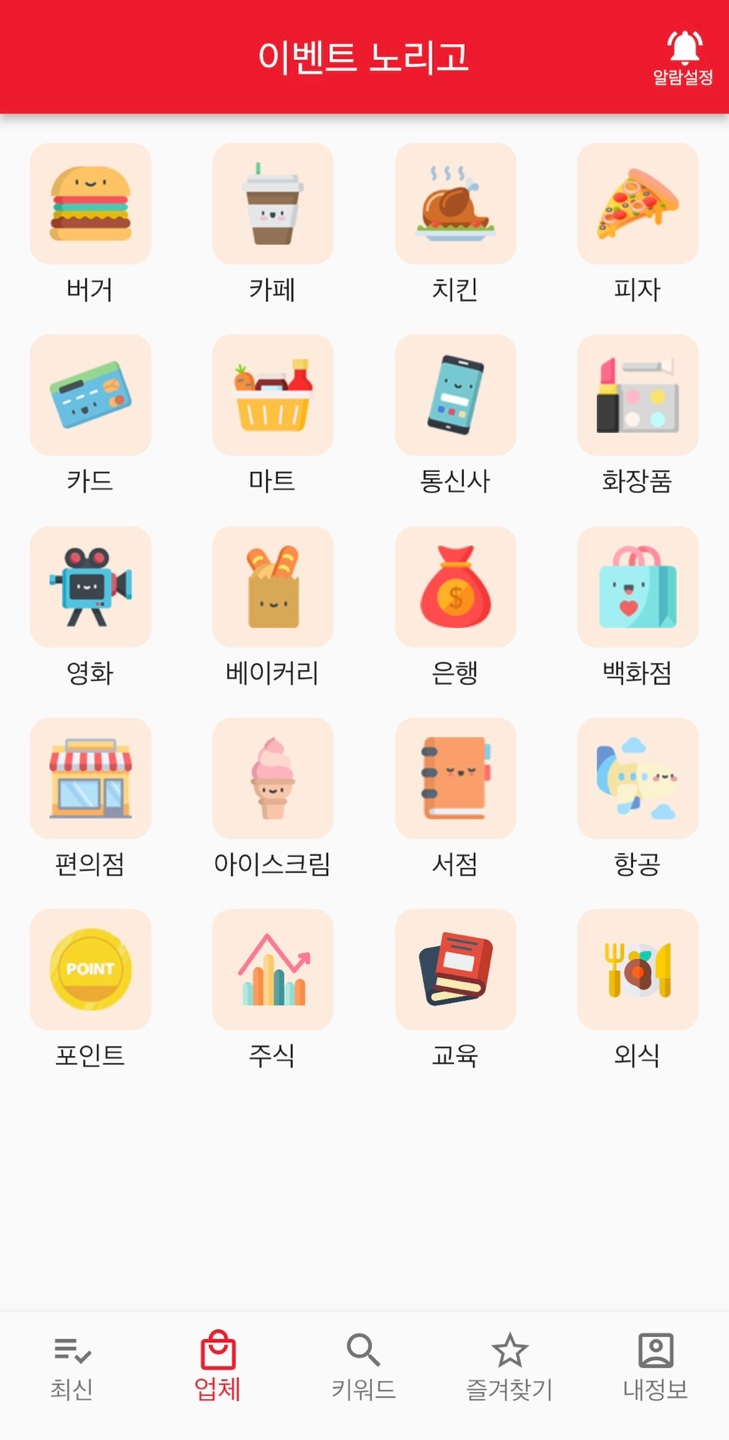 이벤트 노리고
알람설정
버거
카페
치킨
피자
카드
마트
통신사
화장품
영화
베이커리
$
은행
백화점
편의점
아이스크림
서점
항공
POINT
포인트
주식
교육
외식
최신
업체
키워드
즐겨찾기
내정보